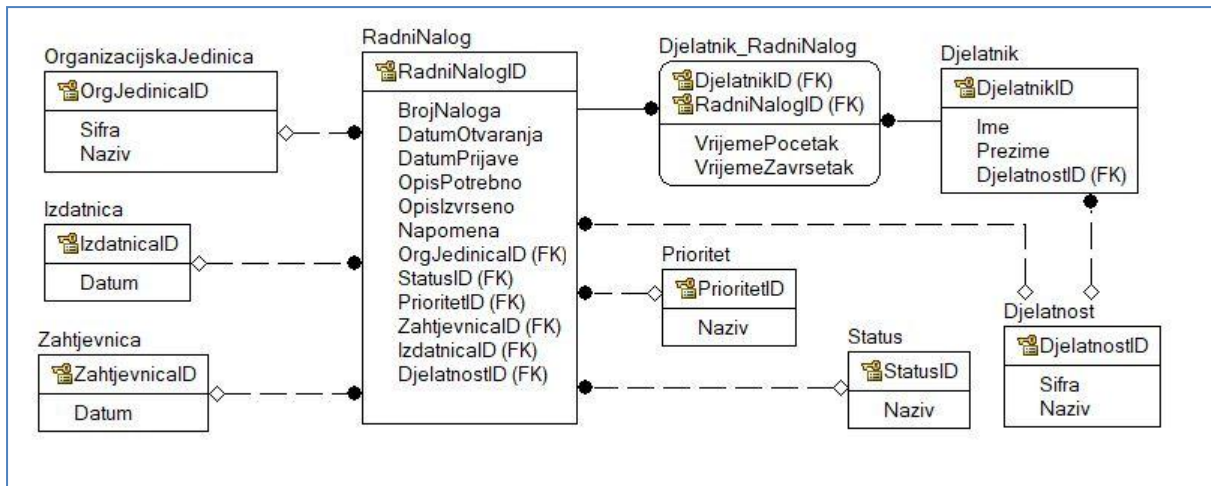 OrganizacijskaJedinica
OrgJedinicaID
Sifra
Naziv
Izdatnica
IzdatnicaID
Datum
Zahtjevnica
ZahtjevnicaID
Datum
RadniNalog
RadniNalogID
BrojNaloga
DatumOtvaranja
DatumPrijave
OpisPotrebno
OpisIzvrseno
Napomena
OrgJedinicaID (FK)
StatusID (FK)
PrioritetID (FK)
ZahtjevnicaID (FK)
IzdatnicaID (FK)
DjelatnostID (FK)
Djelatnik_RadniNalog
DjelatnikID (FK)
RadniNalogID (FK)
VrijemePocetak
VrijemeZavrsetak
Djelatnik
DjelatnikID
Ime
Prezime
DjelatnostID (FK)
Prioritet
PrioritetID
Naziv
Status
StatusID
Naziv
Djelatnost
DjelatnostID
Sifra
Naziv